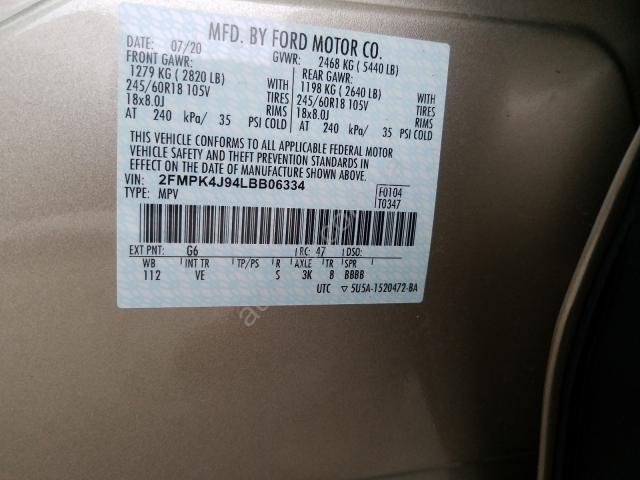 MFD. BY FORD MOTOR CO.
07/20 GVWR: 2468 KG (5440 LB)
FRONT GAWR: REAR GAWR:
1279 KG (2820 LB) WITH 1198 KG (2640 LB) WITH
245/60R18 105V TIRES 245/60R18 105V TIRES
18x8.0J RIMS 18x8.0J RIMS
AT 240 kPa/ 35 PSI COLD AT 240 kPa/ 35 PSI COLD
THIS VEHICLE CONFORMS TO ALL APPLICABLE FEDERAL MOTOR
VEHICLE SAFETY AND THEFT PREVENTION STANDARDS IN
EFFECT ON THE DATE OF MANUFACTURE SHOWN ABOVE.
VIN: 2FMPK4J94LBB06334 F0104
TYPE: MPV T0347
EXT PNT: G6 RC: 47 DSO:
WB INT TR TP/PS R AXLE TR SPR
112 VE S 3K 8 BBBB
UTC ▽ 5U5A-1520472-BA